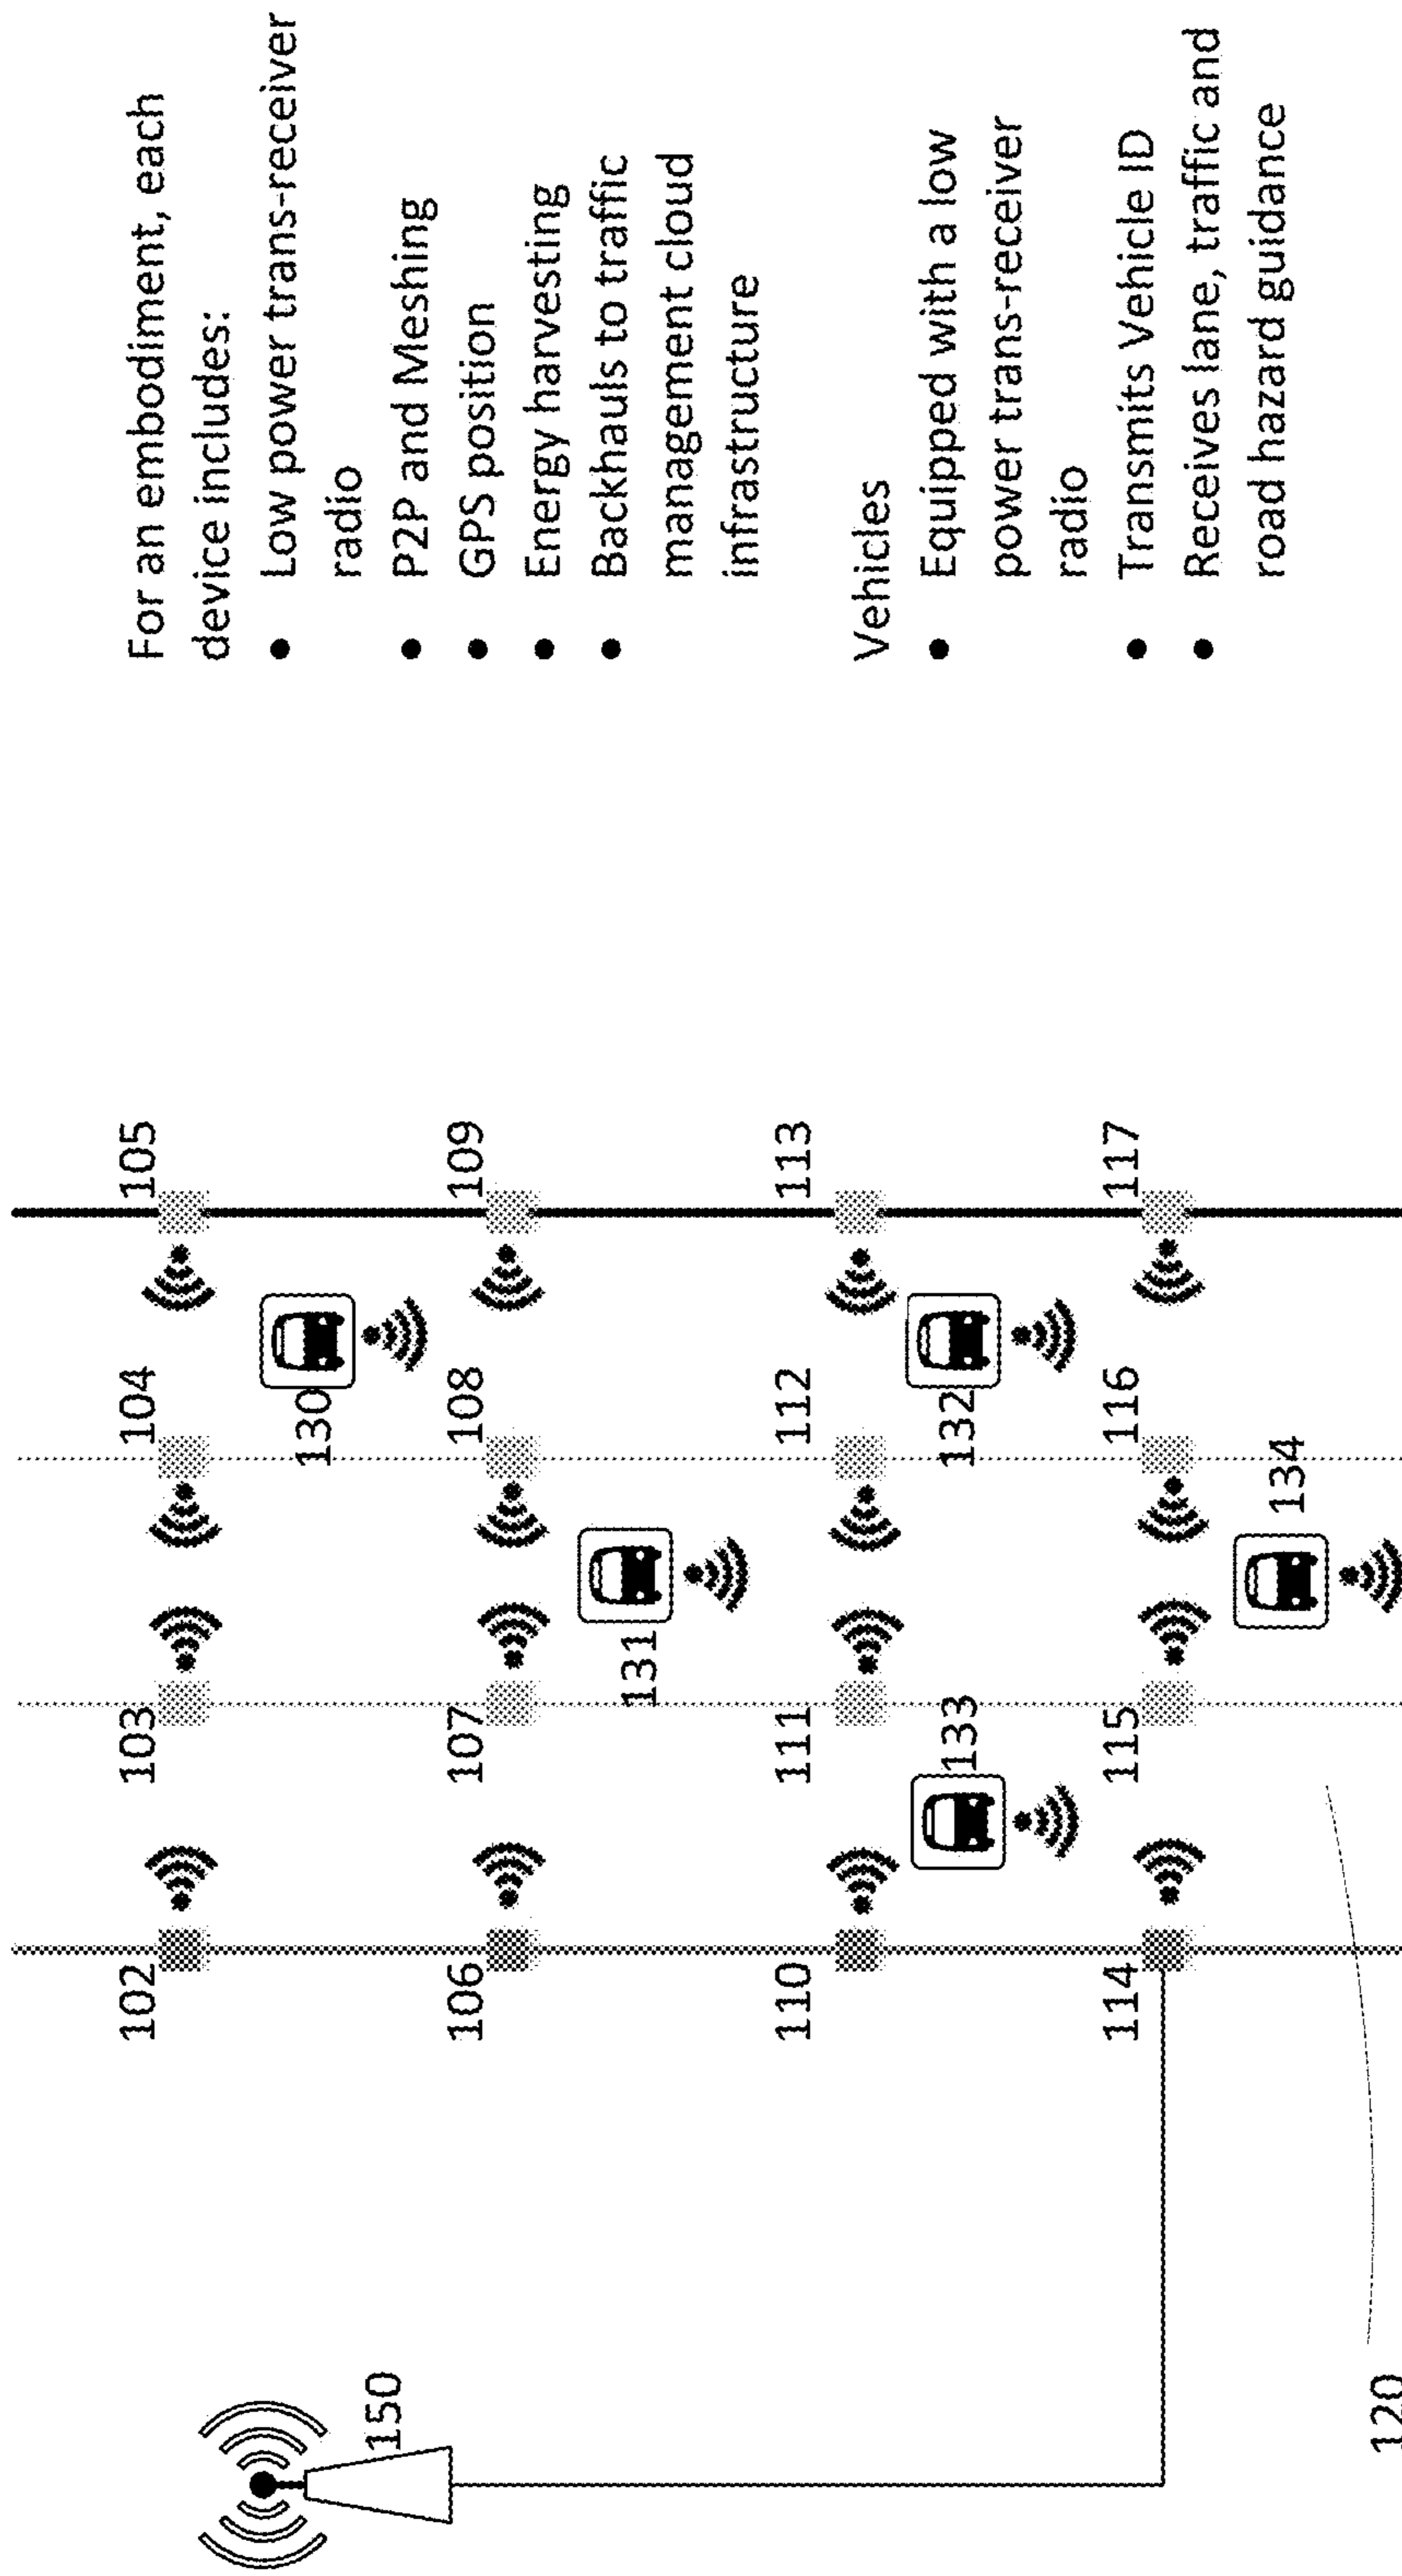 150
102
103
104
105
130
106
107
108
109
131
110
111
112
113
133
132
114
115
116
117
134
120
For an embodiment, each
device includes:
• Low power trans-receiver
radio
• P2P and Meshing
• GPS position
• Energy harvesting
• Backhauls to traffic
management cloud
infrastructure
Vehicles
• Equipped with a low
power trans-receiver
radio
• Transmits Vehicle ID
• Receives lane, traffic and
road hazard guidance